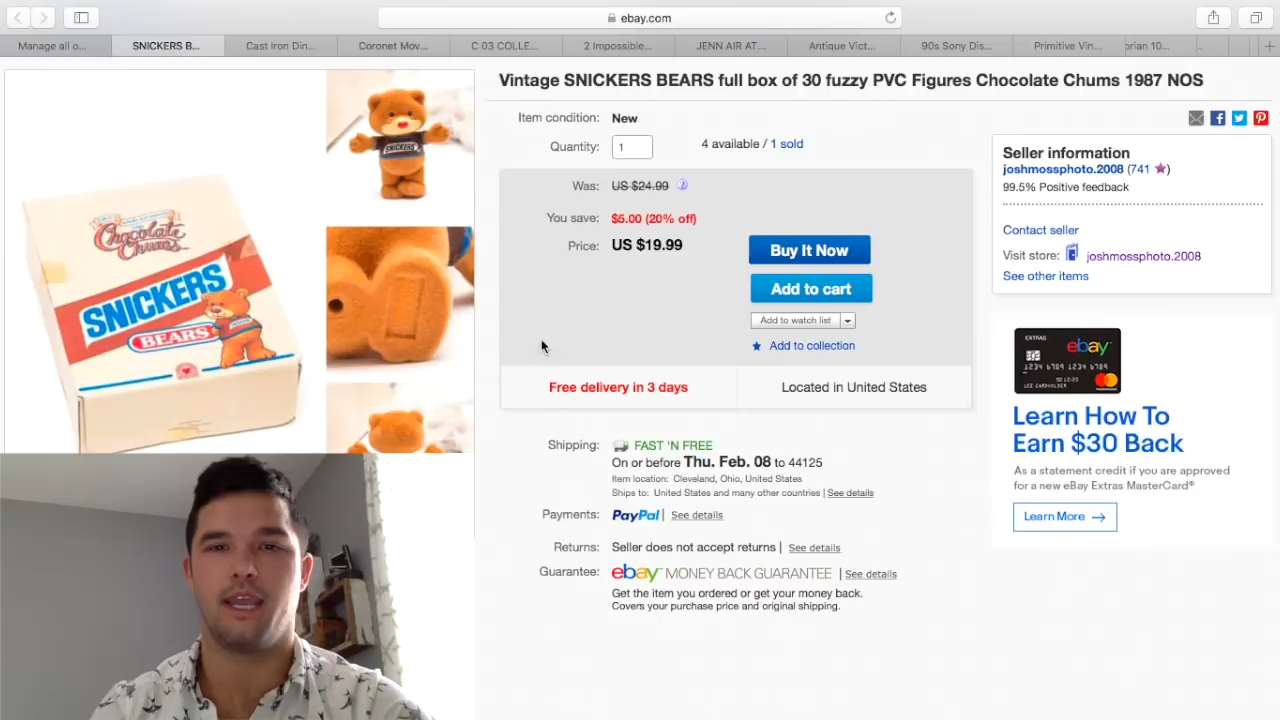 ebay.com
Manage all o...
SNICKERS B...
Cast Iron Din...
Coronet Mov...
C 03 COLLE...
2 Impossible...
JENN AIR AT...
Antique Vict...
90s Sony Dis...
Primitive Vin...
orian 10...
Vintage SNICKERS BEARS full box of 30 fuzzy PVC Figures Chocolate Chums 1987 NOS
Item condition: New
Quantity: 1 4 available / 1 sold
Was: US $24.99
You save: $5.00 (20% off)
Price: US $19.99
Buy It Now
Add to cart
Add to watch list
Add to collection
Free delivery in 3 days
Located in United States
Shipping: FAST 'N FREE
On or before Thu. Feb. 08 to 44125
Item location: Cleveland, Ohio, United States
Ships to: United States and many other countries | See details
Payments: PayPal | See details
Returns: Seller does not accept returns | See details
Guarantee: ebay MONEY BACK GUARANTEE | See details
Get the item you ordered or get your money back.
Covers your purchase price and original shipping.
Seller information
joshmossphoto.2008 (741 )
99.5% Positive feedback
Contact seller
Visit store: joshmossphoto.2008
See other items
EXTRAS
ebay
Learn How To
Earn $30 Back
As a statement credit if you are approved
for a new eBay Extras MasterCard®
Learn More
Chocolate
Chums
SNICKERS
BEARS
SNICKERS